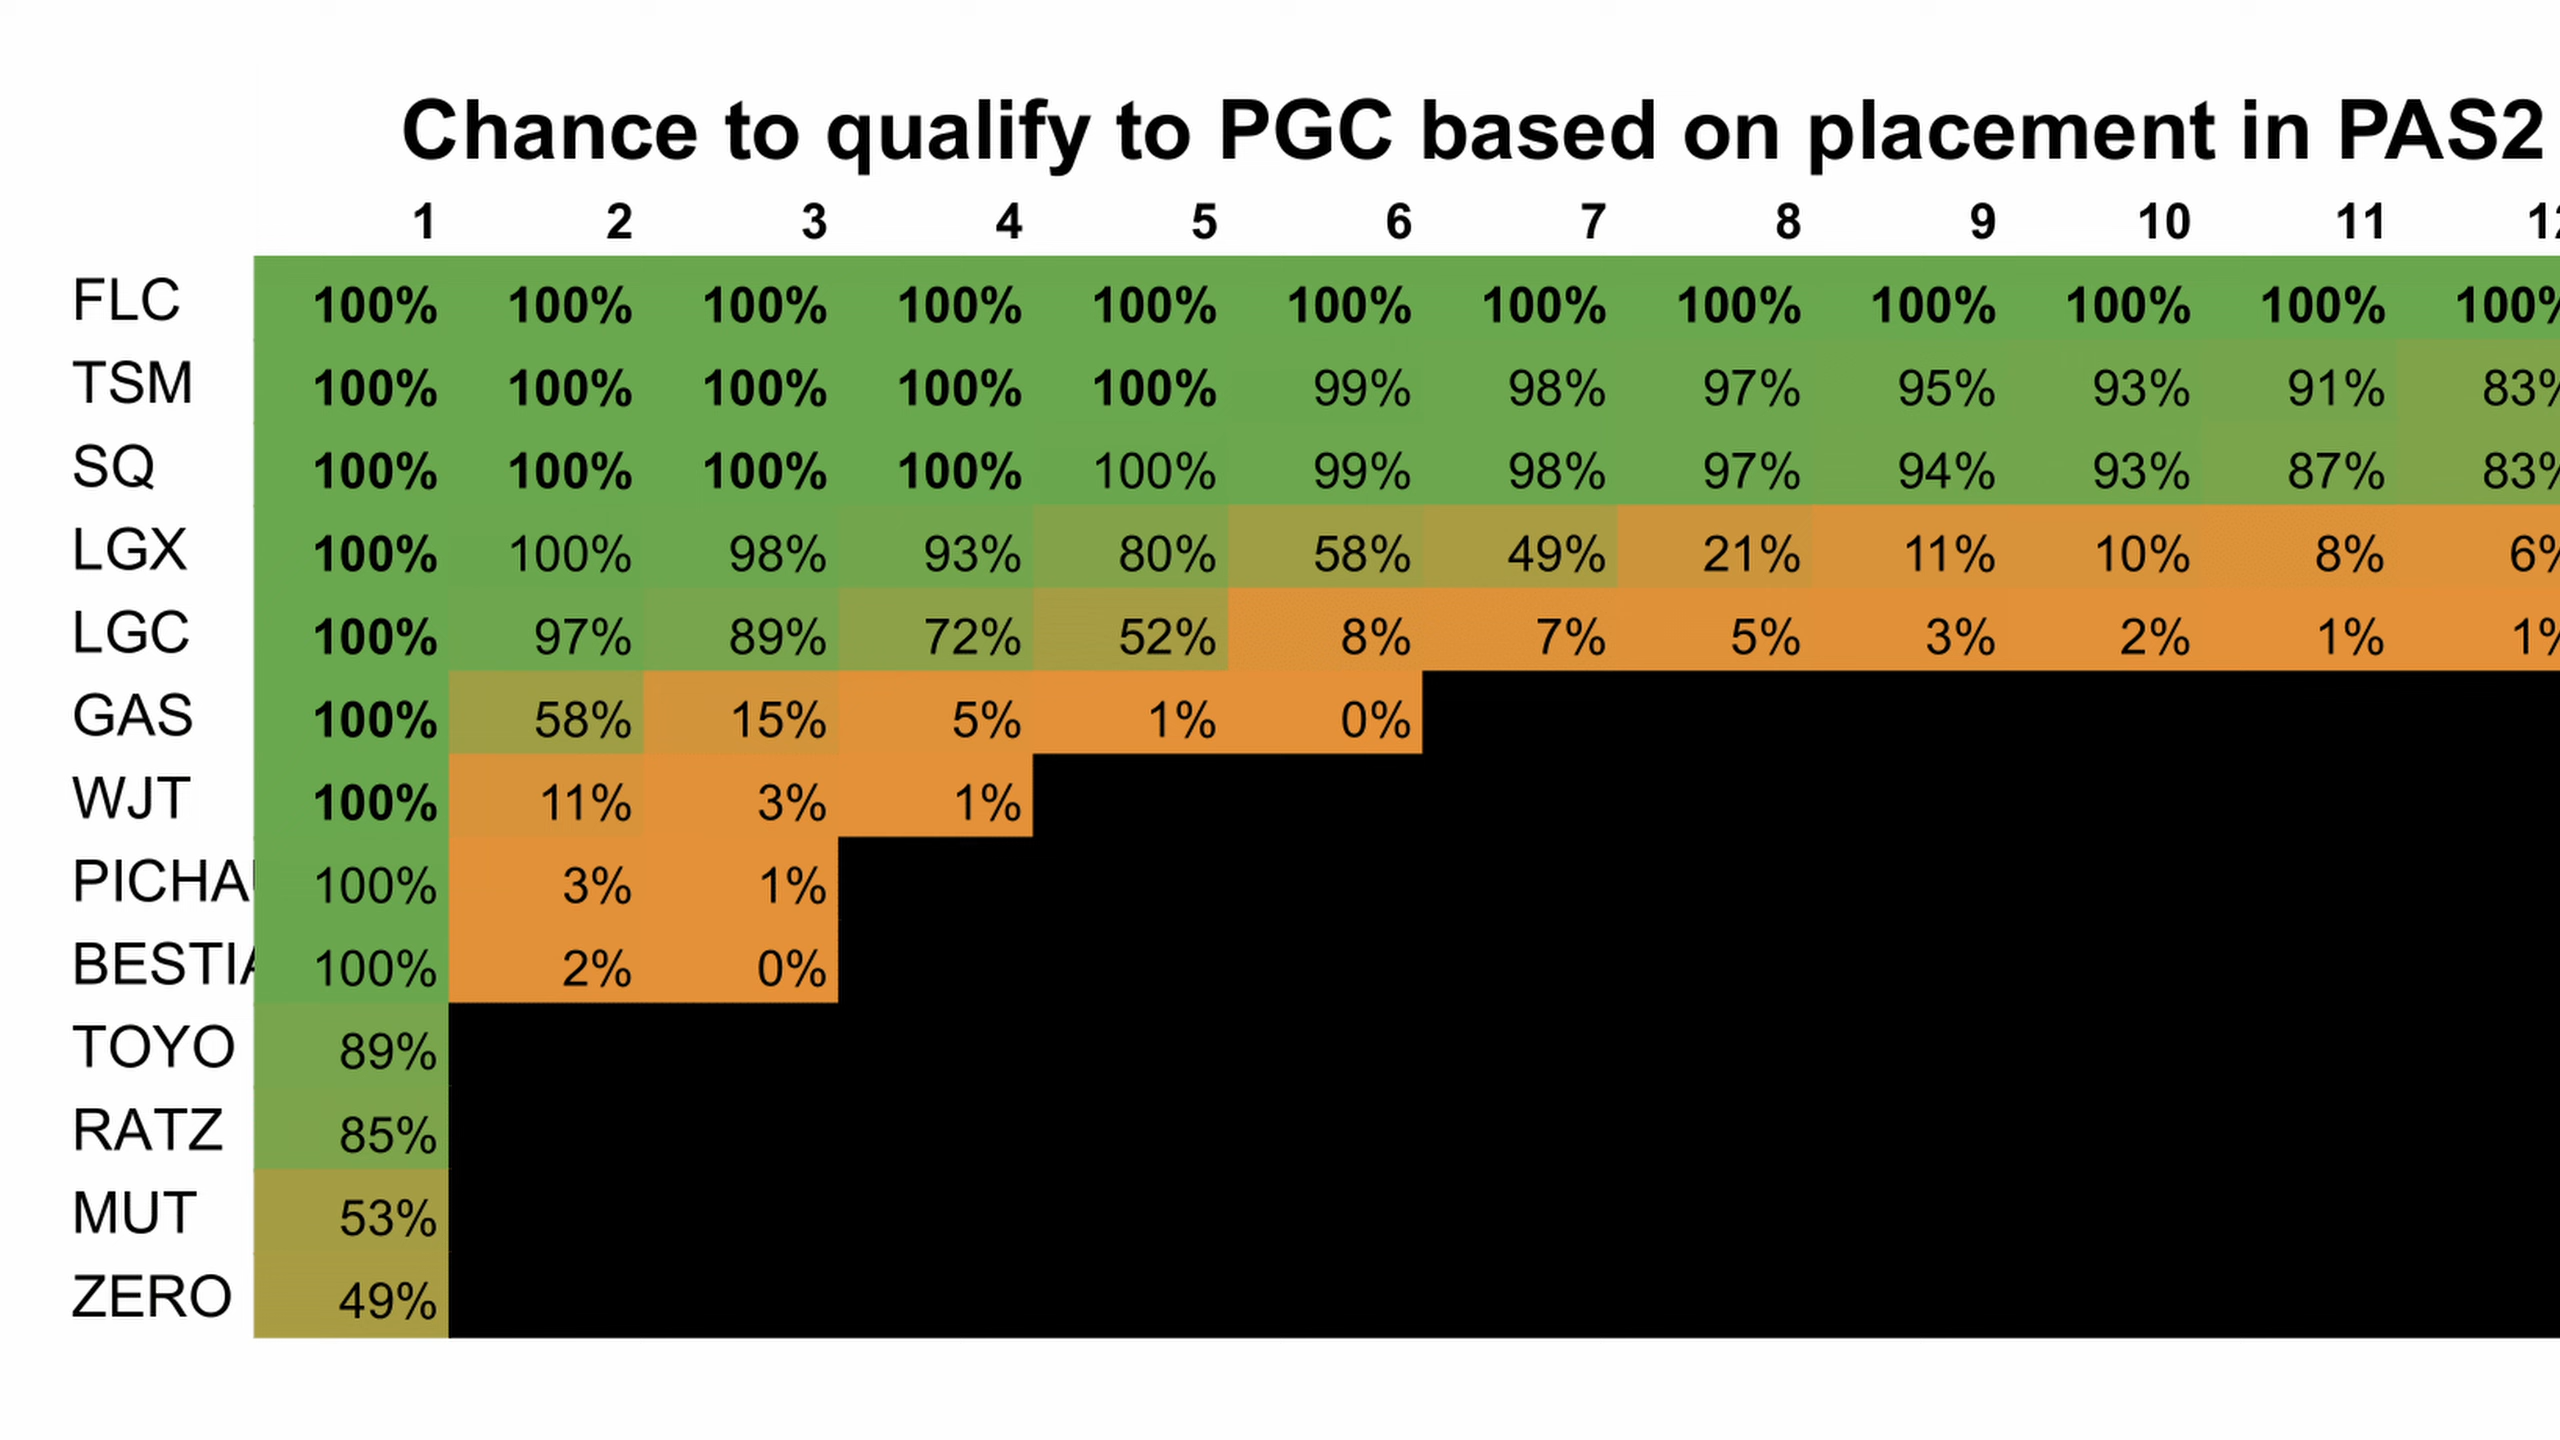 Chance to qualify to PGC based on placement in PAS2
1 2 3 4 5 6 7 8 9 10 11
FLC 100% 100% 100% 100% 100% 100% 100% 100% 100% 100% 100% 100%
TSM 100% 100% 100% 100% 100% 99% 98% 97% 95% 93% 91% 83%
SQ 100% 100% 100% 100% 100% 99% 98% 97% 94% 93% 87% 83%
LGX 100% 100% 98% 93% 80% 58% 49% 21% 11% 10% 8% 6%
LGC 100% 97% 89% 72% 52% 8% 7% 5% 3% 2% 1% 1%
GAS 100% 58% 15% 5% 1% 0%
WJT 100% 11% 3% 1%
100% 3% 1%
BESTIA 100% 2% 0%
TOYO 89%
RATZ 85%
MUT 53%
ZERO 49%